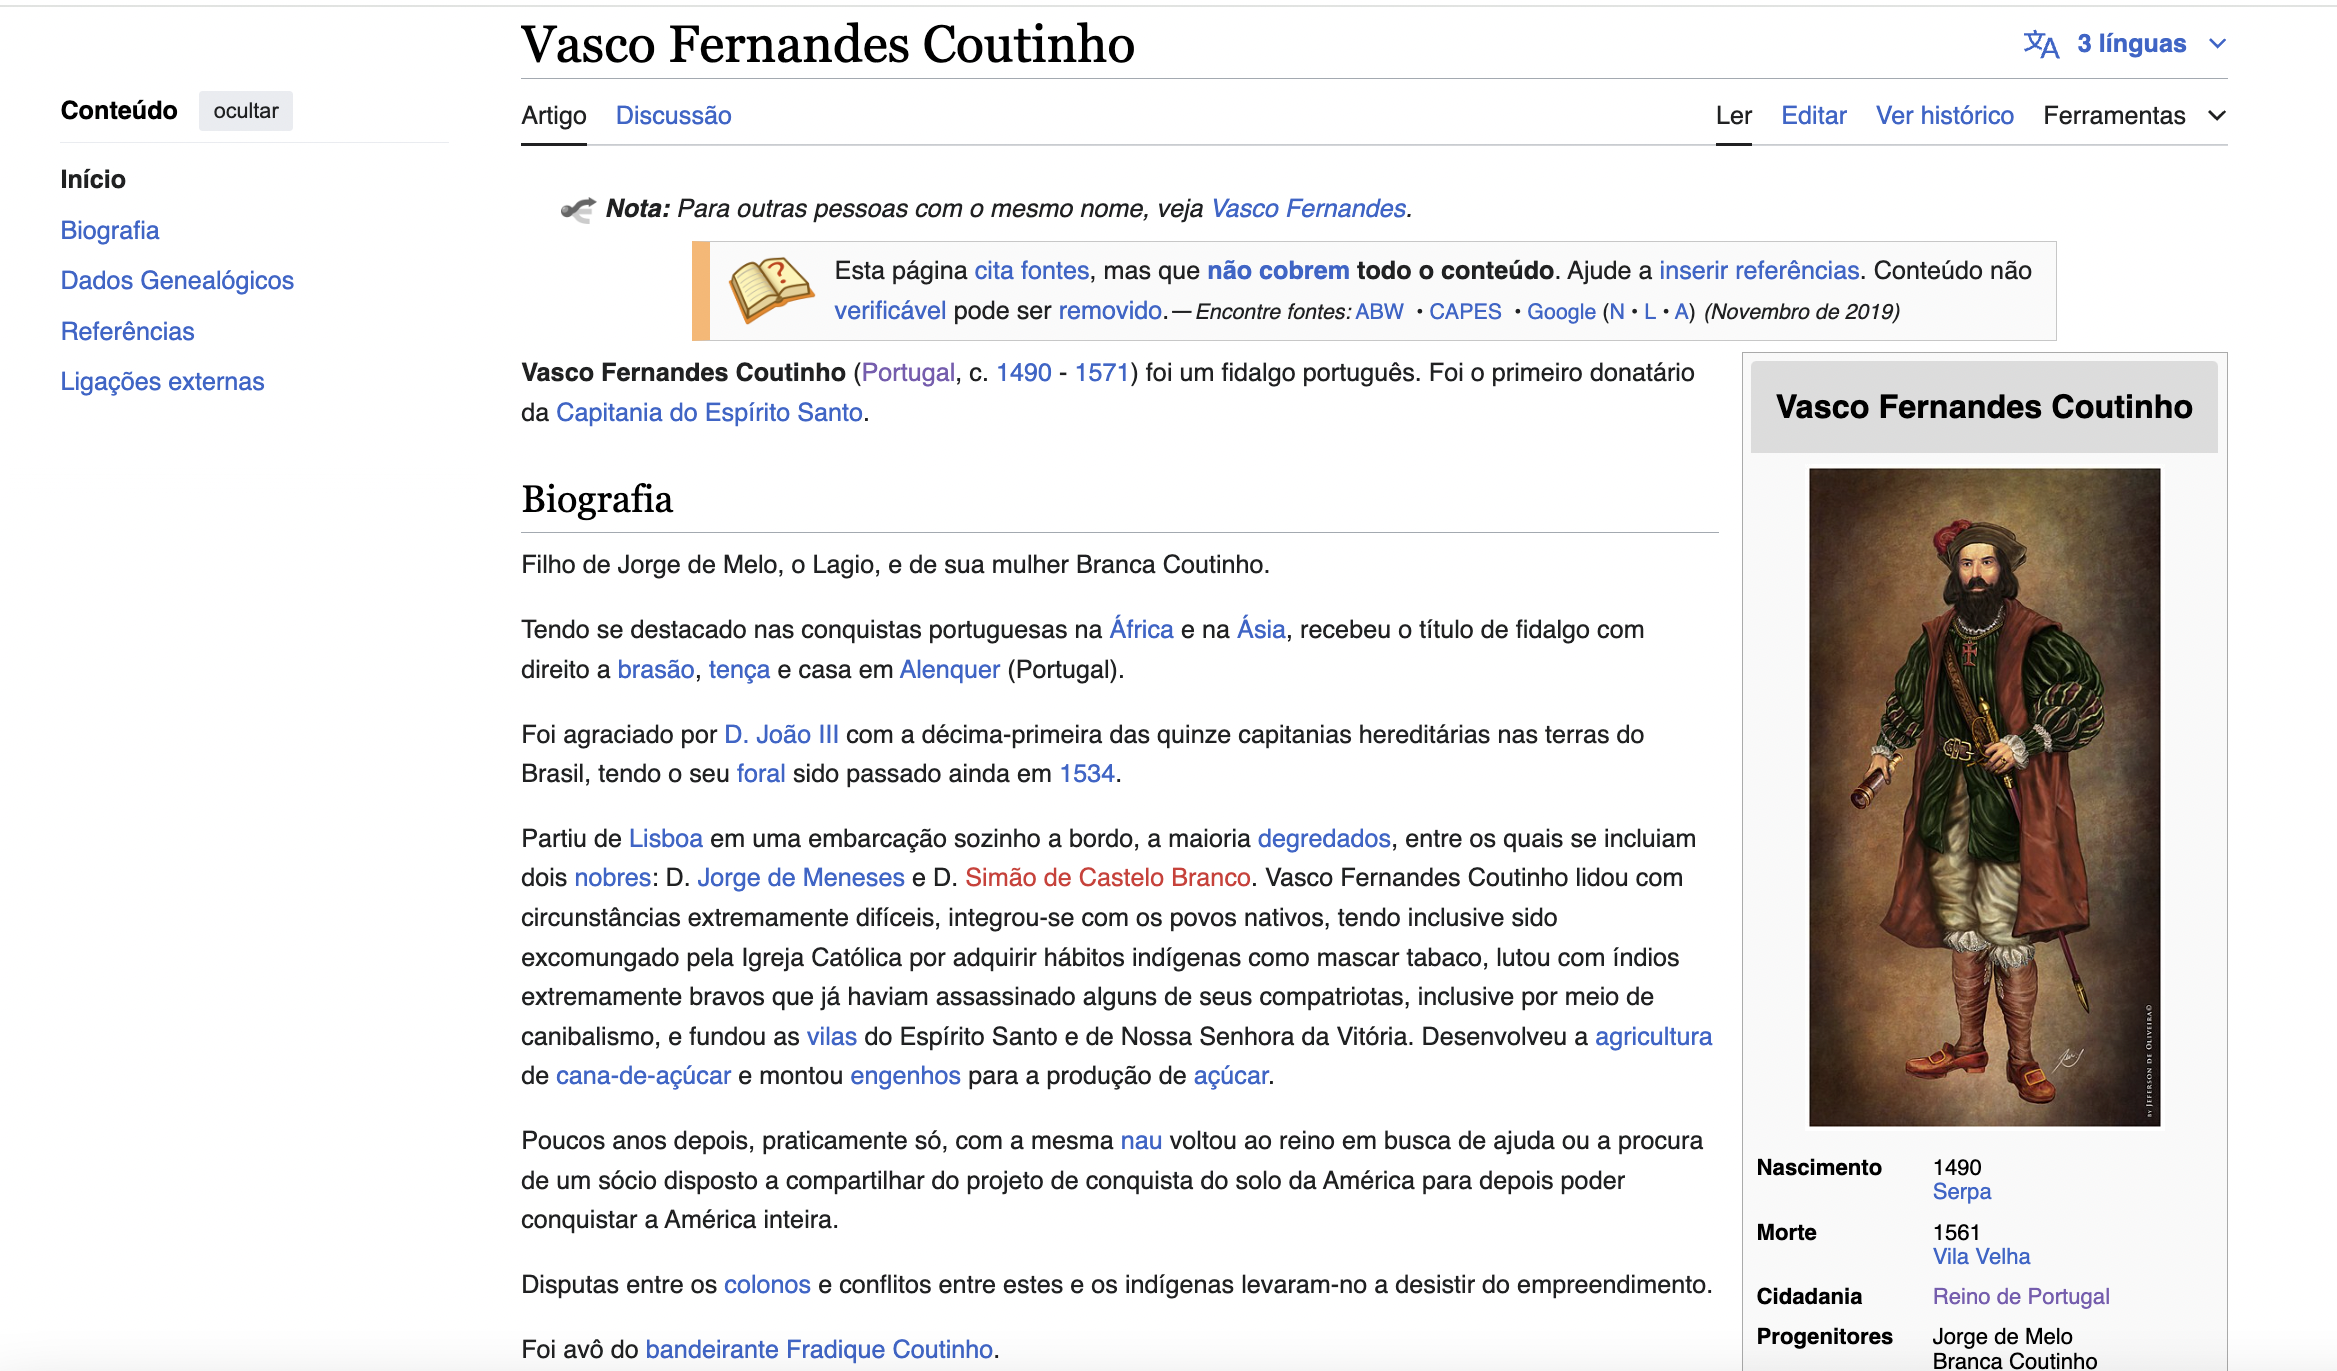 Vasco Fernandes Coutinho
3 línguas
Conteúdo ocultar
Início
Biografia
Dados Genealógicos
Referências
Ligações externas
Artigo Discussão
Ler Editar Ver histórico Ferramentas
Nota: Para outras pessoas com o mesmo nome, veja Vasco Fernandes.
Esta página cita fontes, mas que não cobrem todo o conteúdo. Ajude a inserir referências. Conteúdo não
verificável pode ser removido.—Encontre fontes: ABW • CAPES • Google (N • L • A) (Novembro de 2019)
Vasco Fernandes Coutinho (Portugal, c. 1490 - 1571) foi um fidalgo português. Foi o primeiro donatário
da Capitania do Espírito Santo.
Biografia
Filho de Jorge de Melo, o Lagio, e de sua mulher Branca Coutinho.
Tendo se destacado nas conquistas portuguesas na África e na Ásia, recebeu o título de fidalgo com
direito a brasão, tença e casa em Alenquer (Portugal).
Foi agraciado por D. João III com a décima-primeira das quinze capitanias hereditárias nas terras do
Brasil, tendo o seu foral sido passado ainda em 1534.
Partiu de Lisboa em uma embarcação sozinho a bordo, a maioria degredados, entre os quais se incluiam
dois nobres: D. Jorge de Meneses e D. Simão de Castelo Branco. Vasco Fernandes Coutinho lidou com
circunstâncias extremamente difíceis, integrou-se com os povos nativos, tendo inclusive sido
excomungado pela Igreja Católica por adquirir hábitos indígenas como mascar tabaco, lutou com índios
extremamente bravos que já haviam assassinado alguns de seus compatriotas, inclusive por meio de
canibalismo, e fundou as vilas do Espírito Santo e de Nossa Senhora da Vitória. Desenvolveu a agricultura
de cana-de-açúcar e montou engenhos para a produção de açúcar.
Poucos anos depois, praticamente só, com a mesma nau voltou ao reino em busca de ajuda ou a procura
de um sócio disposto a compartilhar do projeto de conquista do solo da América para depois poder
conquistar a América inteira.
Disputas entre os colonos e conflitos entre estes e os indígenas levaram-no a desistir do empreendimento.
Foi avô do bandeirante Fradique Coutinho.
Vasco Fernandes Coutinho
BY JEFERSON DE OLIVEIRA©
Nascimento 1490
Serpa
Morte 1561
Vila Velha
Cidadania Reino de Portugal
Progenitores Jorge de Melo
Branca Coutinho